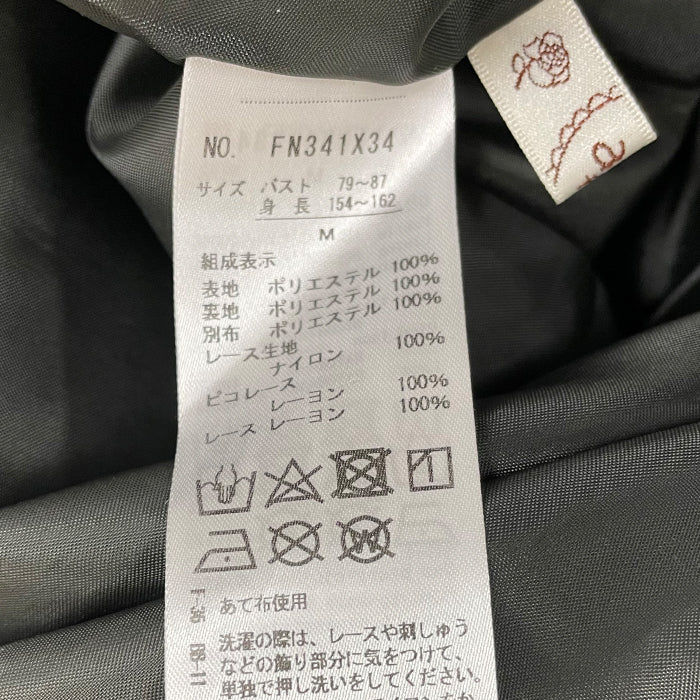 NO. FN341X34
サイズ バスト 79〜87
身長 154〜162
M
組成表示
表地 ポリエステル 100%
裏地 ポリエステル 100%
別布 ポリエステル 100%
レース生地
ナイロン 100%
ピコレース
レーヨン 100%
レース レーヨン 100%
あて布使用
洗濯の際は、レースや刺しゅう
などの飾り部分に気をつけて、
単独で押し洗いをしてください。